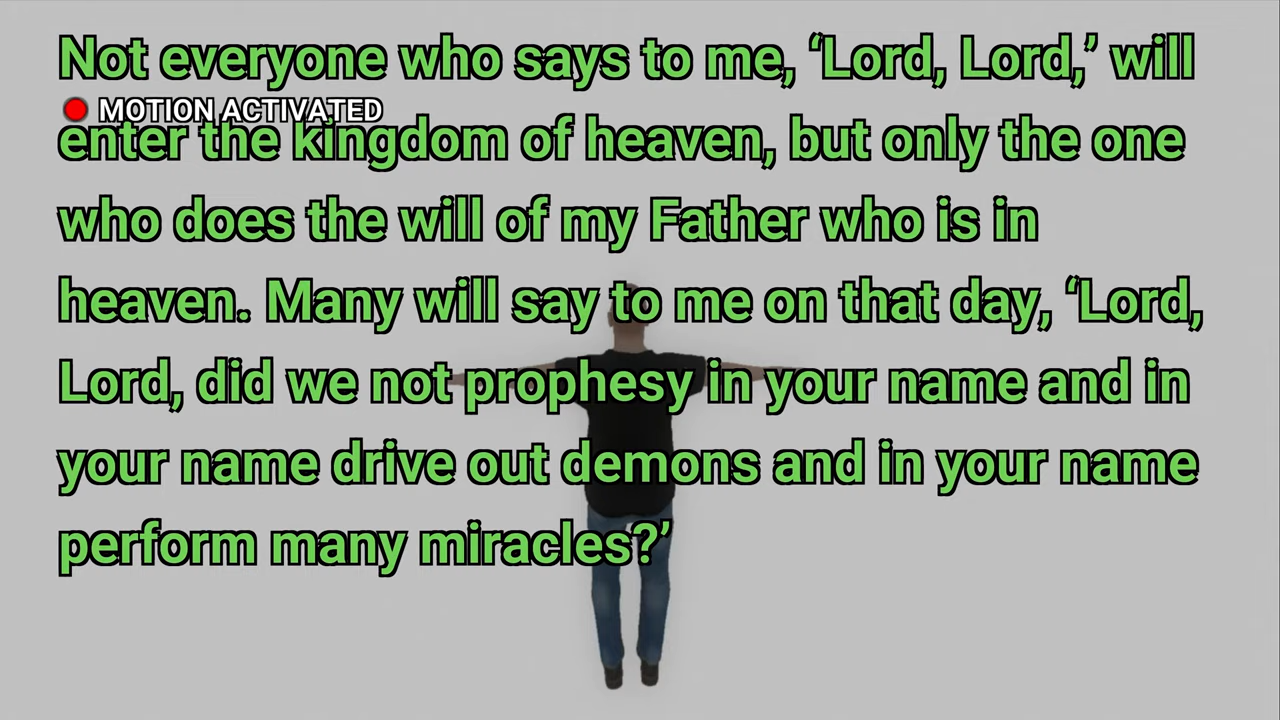 Not everyone who says to me, ‘Lord, Lord,’ will
MOTION ACTIVATED
enter the kingdom of heaven, but only the one
who does the will of my Father who is in
heaven. Many will say to me on that day, ‘Lord,
Lord, did we not prophesy in your name and in
your name drive out demons and in your name
perform many miracles?’